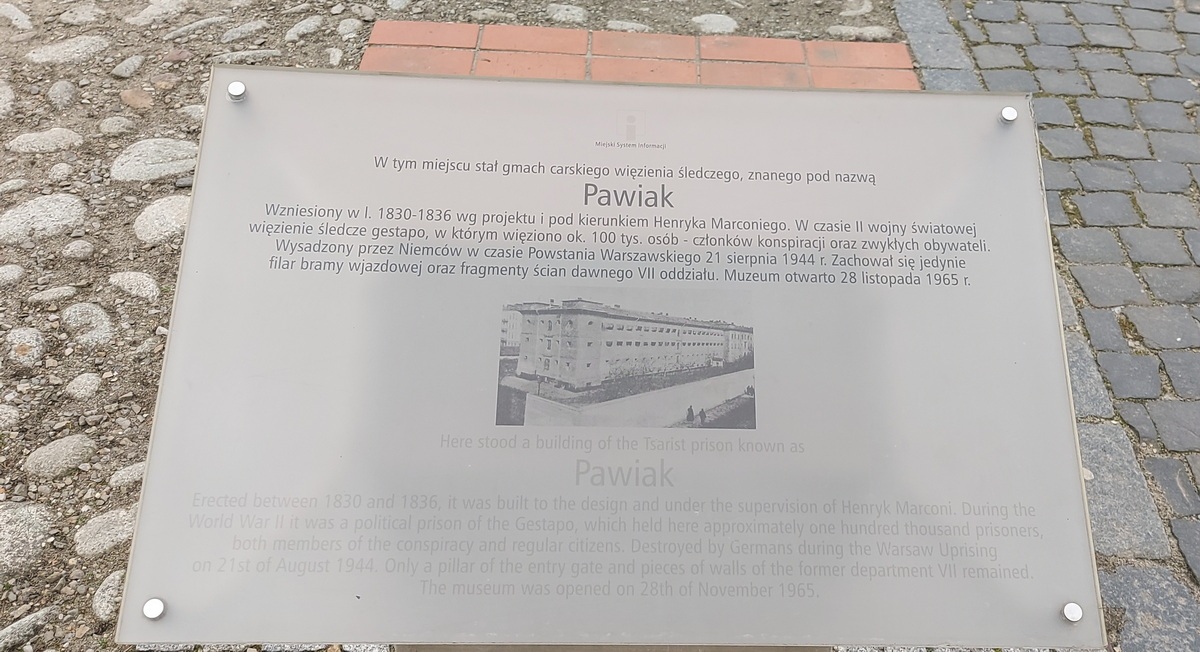 Miejski System Informacji
W tym miejscu stał gmach carskiego więzienia śledczego, znanego pod nazwą
Pawiak
Wzniesiony w l. 1830-1836 wg projektu i pod kierunkiem Henryka Marconiego. W czasie II wojny światowej
więzienie śledcze gestapo, w którym więziono ok. 100 tys. osób - członków konspiracji oraz zwykłych obywateli.
Wysadzony przez Niemców w czasie Powstania Warszawskiego 21 sierpnia 1944 r. Zachował się jedynie
filar bramy wjazdowej oraz fragmenty ścian dawnego VII oddziału. Muzeum otwarto 28 listopada 1965 r.
Here stood a building of the Tsarist prison known as
Pawiak
Erected between 1830 and 1836, it was built to the design and under the supervision of Henryk Marconi. During the
World War II it was a political prison of the Gestapo, which held here approximately one hundred thousand prisoners,
both members of the conspiracy and regular citizens. Destroyed by Germans during the Warsaw Uprising
on 21st of August 1944. Only a pillar of the entry gate and pieces of walls of the former department VII remained.
The museum was opened on 28th of November 1965.